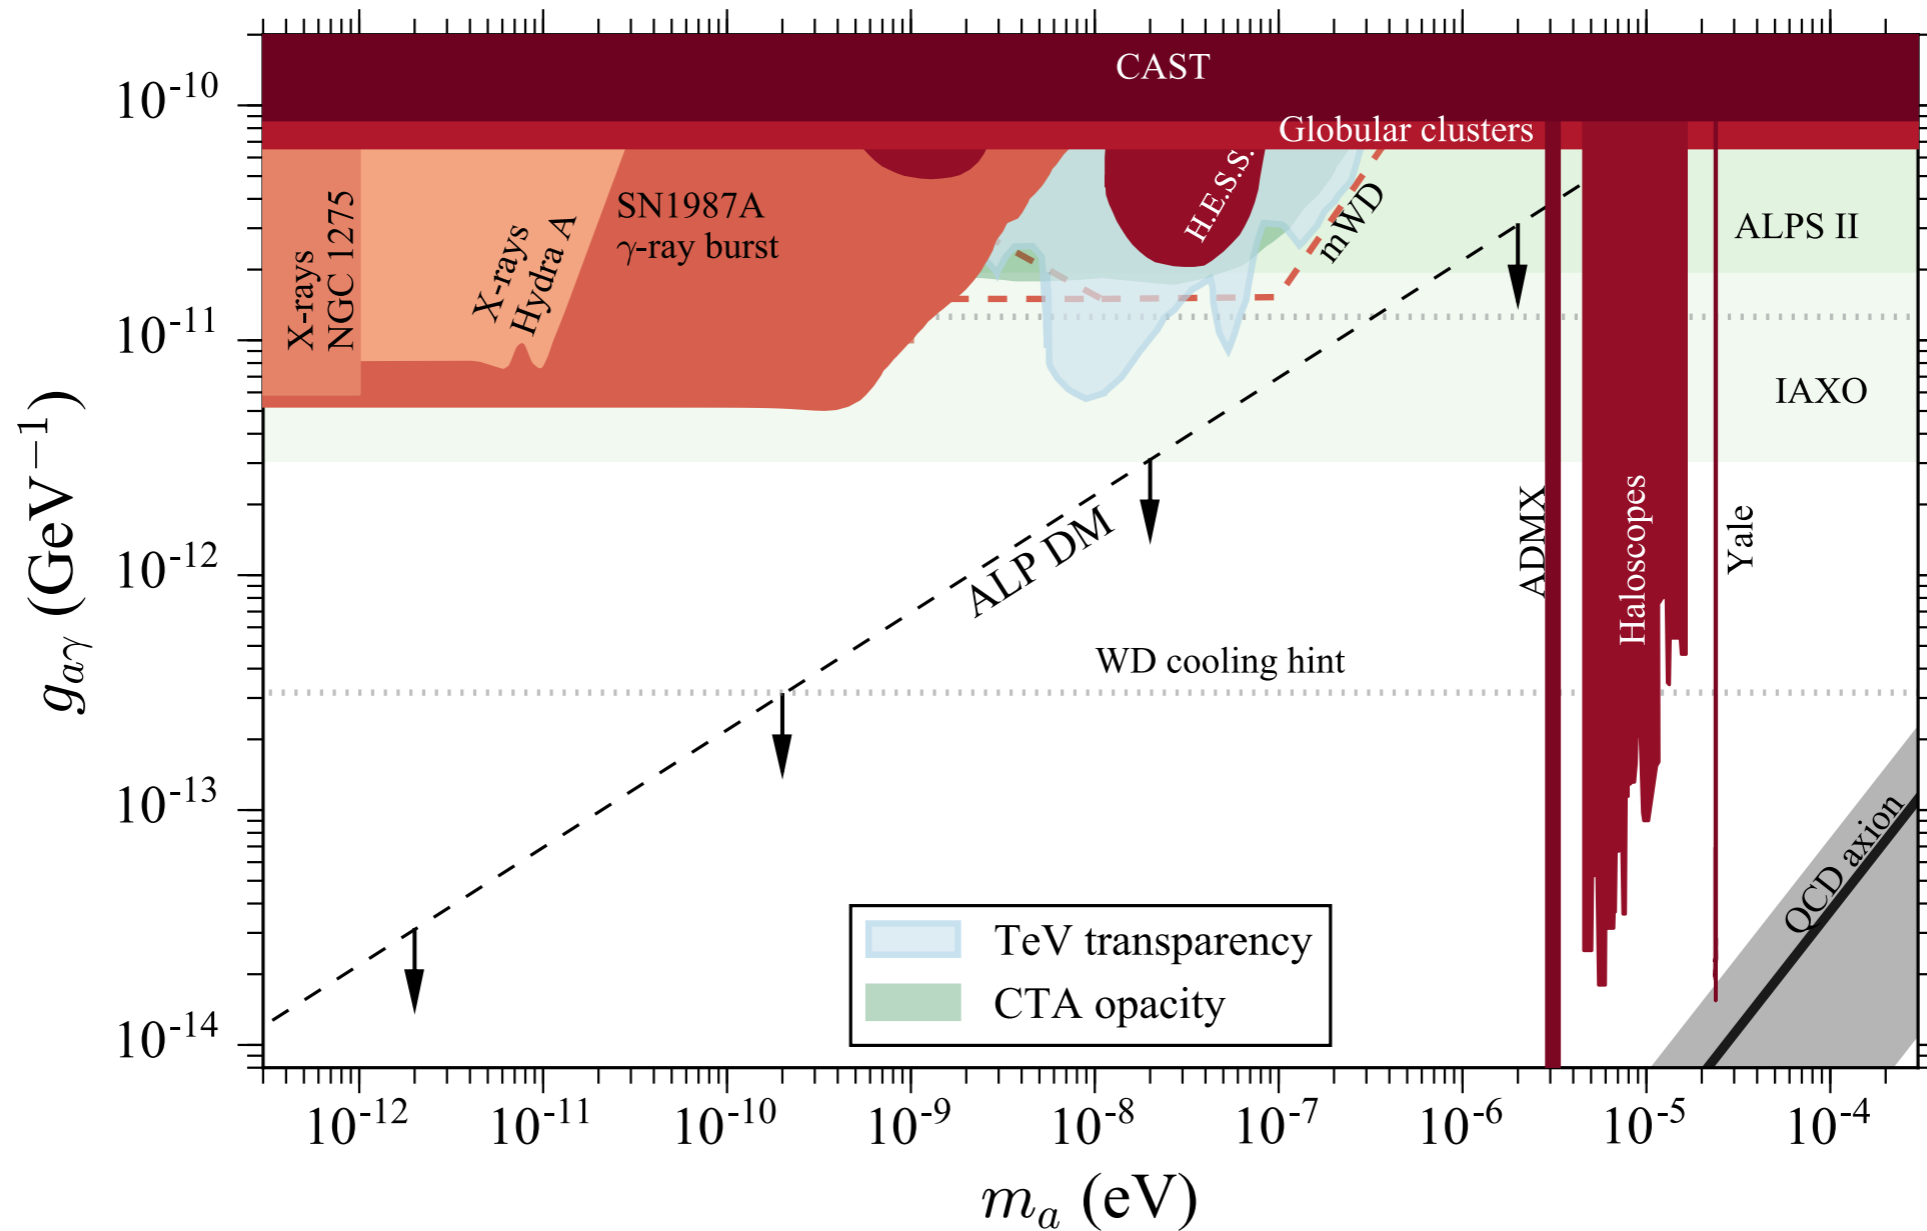 CAST
Globular clusters
10^-10
10^-11
10^-12
10^-13
10^-14
g_{aγ} (GeV^{−1})
X-rays
NGC 1275
X-rays
Hydra A
SN1987A
γ-ray burst
H.E.S.S.
mWD
ALPS II
IAXO
ALP DM
WD cooling hint
ADMX
Haloscopes
Yale
QCD axion
TeV transparency
CTA opacity
10^-12 10^-11 10^-10 10^-9 10^-8 10^-7 10^-6 10^-5 10^-4
m_a (eV)